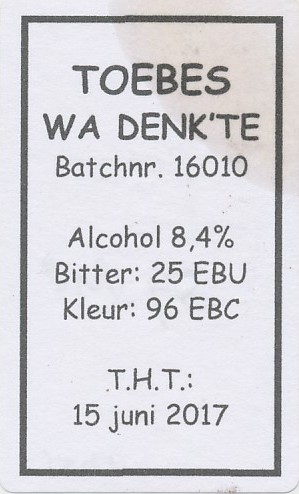 TOEBES
WA DENK'TE
Batchnr. 16010
Alcohol 8,4%
Bitter: 25 EBU
Kleur: 96 EBC
T.H.T.:
15 juni 2017